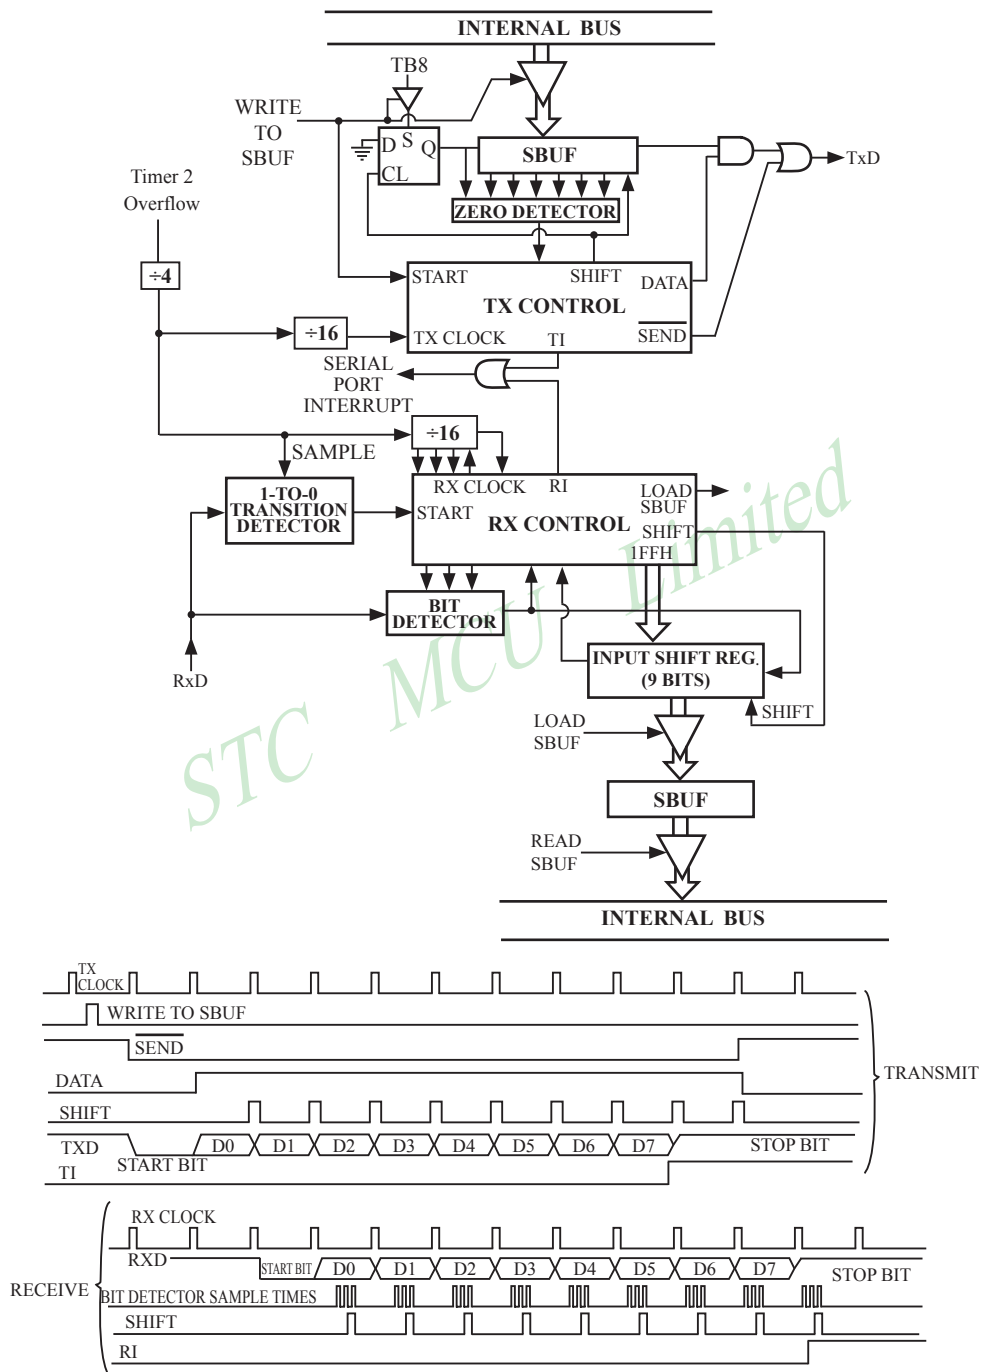 INTERNAL BUS
TB8
WRITE
TO
SBUF
D S Q
CL
SBUF
TxD
Timer 2
Overflow
ZERO DETECTOR
÷4
START
SHIFT
DATA
TX CONTROL
÷16
TX CLOCK
TI
SEND
SERIAL
PORT
INTERRUPT
÷16
SAMPLE
1-TO-0
TRANSITION
DETECTOR
RX CLOCK
RI
LOAD
SBUF
START
RX CONTROL
SHIFT
1FFH
BIT
DETECTOR
RxD
INPUT SHIFT REG.
(9 BITS)
SHIFT
LOAD
SBUF
SBUF
READ
SBUF
INTERNAL BUS
STC MCU Limited
TX
CLOCK
WRITE TO SBUF
SEND
DATA
SHIFT
TXD
START BIT
D0 D1 D2 D3 D4 D5 D6 D7
STOP BIT
TI
TRANSMIT
RECEIVE
RX CLOCK
RXD
START BIT
D0 D1 D2 D3 D4 D5 D6 D7
STOP BIT
BIT DETECTOR SAMPLE TIMES
SHIFT
RI